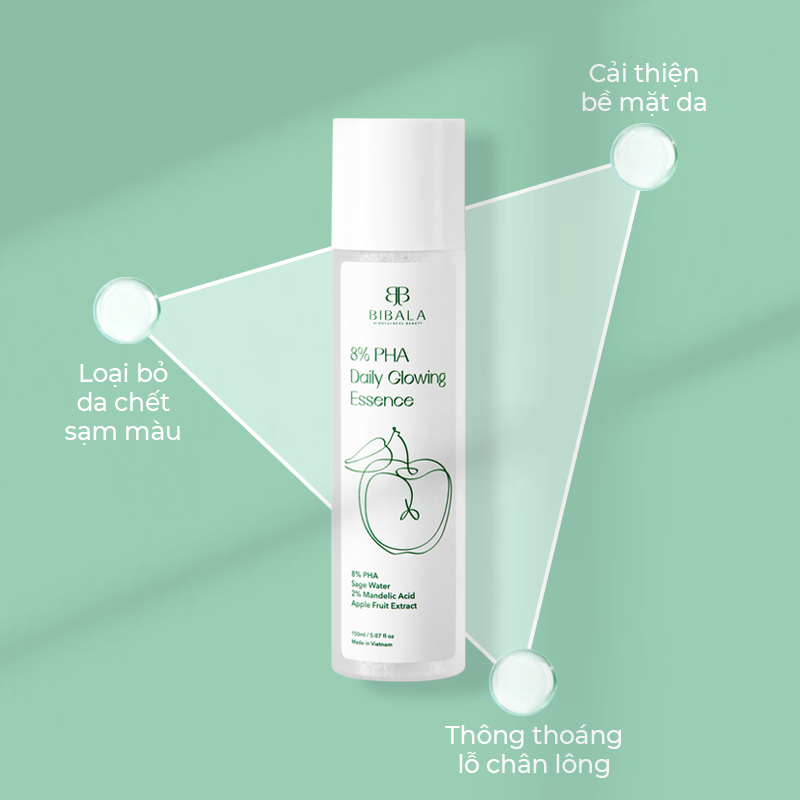 Cải thiện
bề mặt da
BIBALA
MINDFULNESS BEAUTY
8% PHA
Daily Glowing
Essence
Loại bỏ
da chết
sạm màu
8% PHA
Sage Water
2% Mandelic Acid
Apple Fruit Extract
150ml / 5.07 fl oz
Made in Vietnam
Thông thoáng
lỗ chân lông